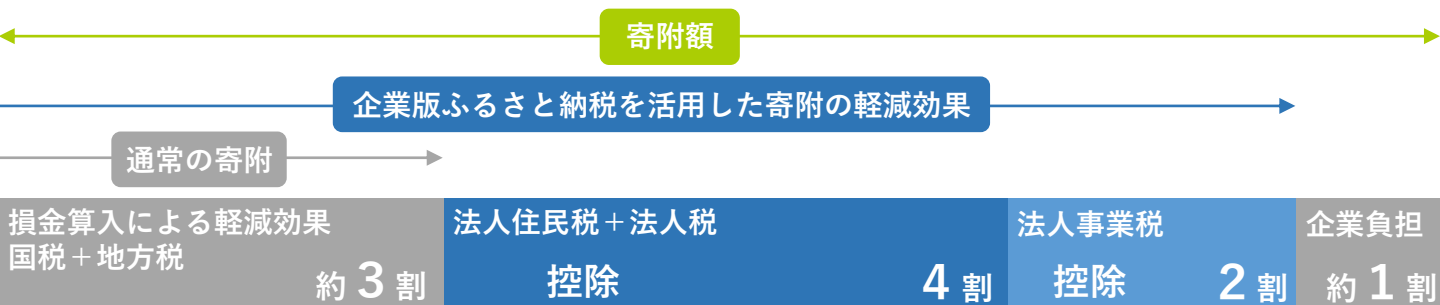 寄附額
企業版ふるさと納税を活用した寄附の軽減効果
通常の寄附
損金算入による軽減効果
国税＋地方税
約3割
法人住民税＋法人税
控除 4割
法人事業税
控除 2割
企業負担
約1割